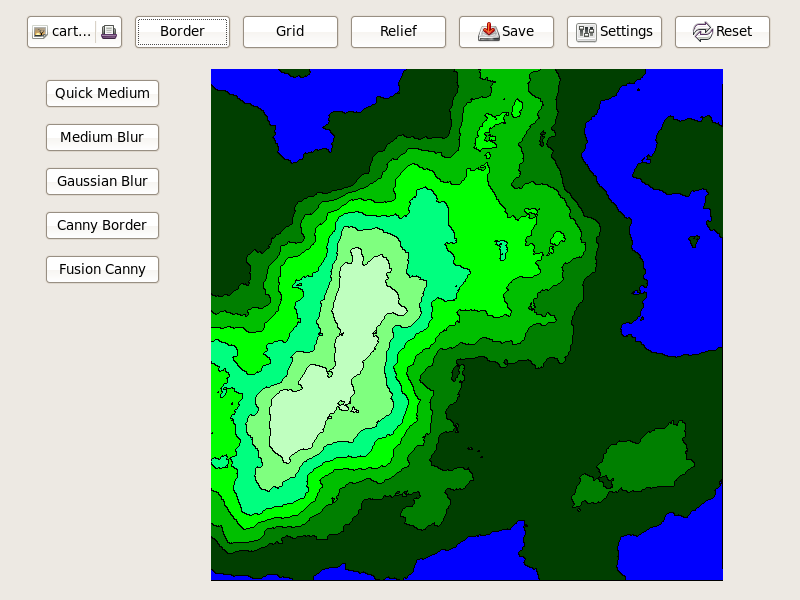 cart... Border Grid Relief Save Settings Reset
Quick Medium
Medium Blur
Gaussian Blur
Canny Border
Fusion Canny